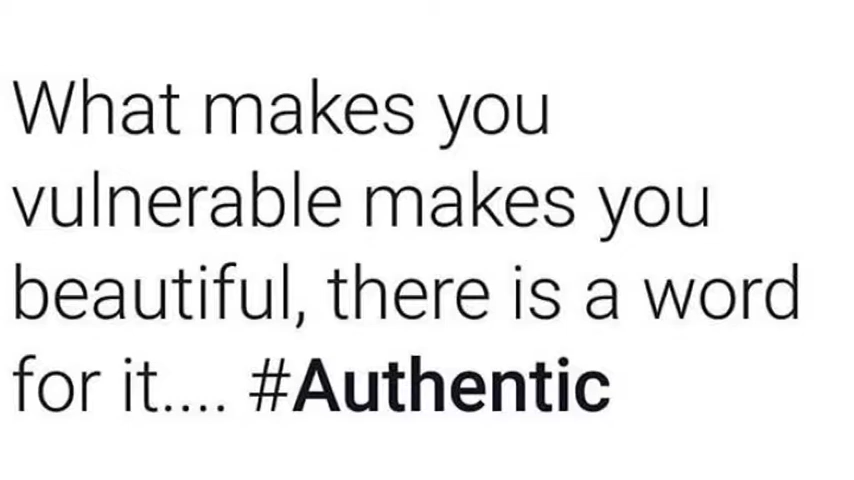 What makes you
vulnerable makes you
beautiful, there is a word
for it.... #Authentic